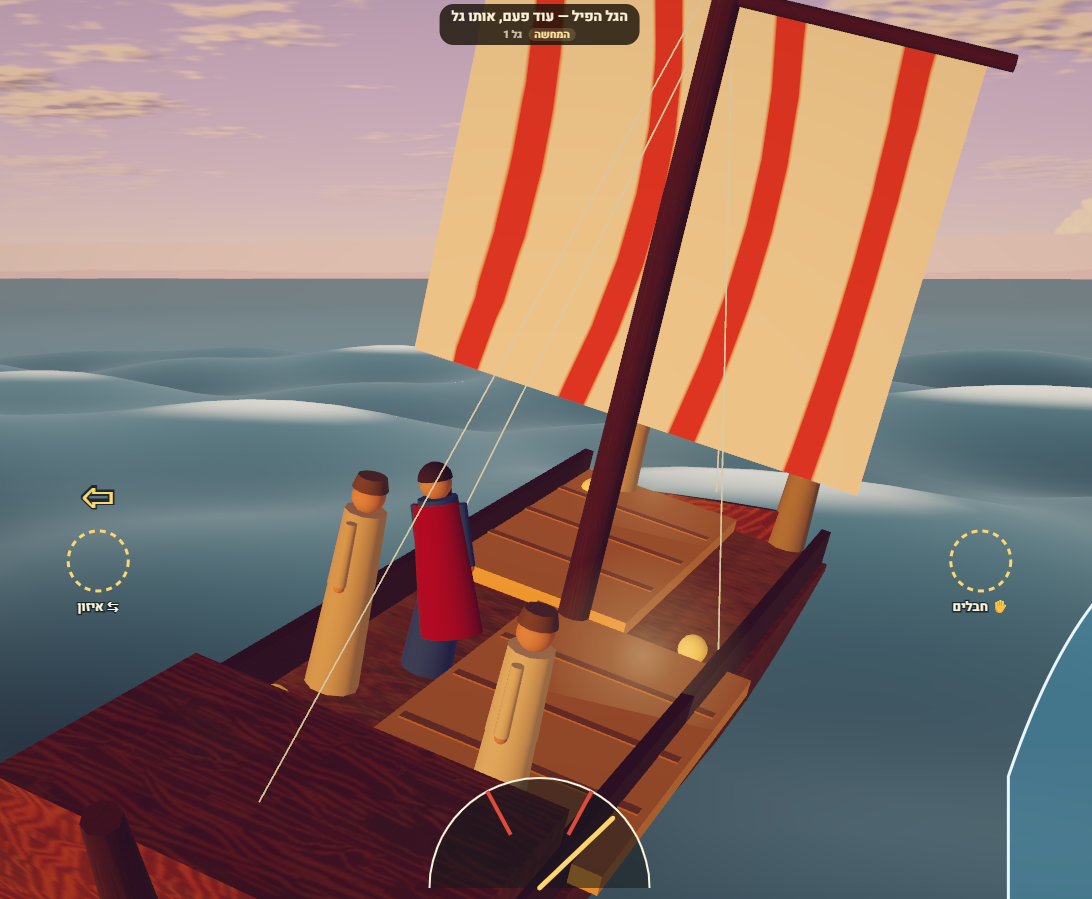 הגל הפיל — עוד פעם, אותו גל
המחשה גל 1
איזון
חבלים